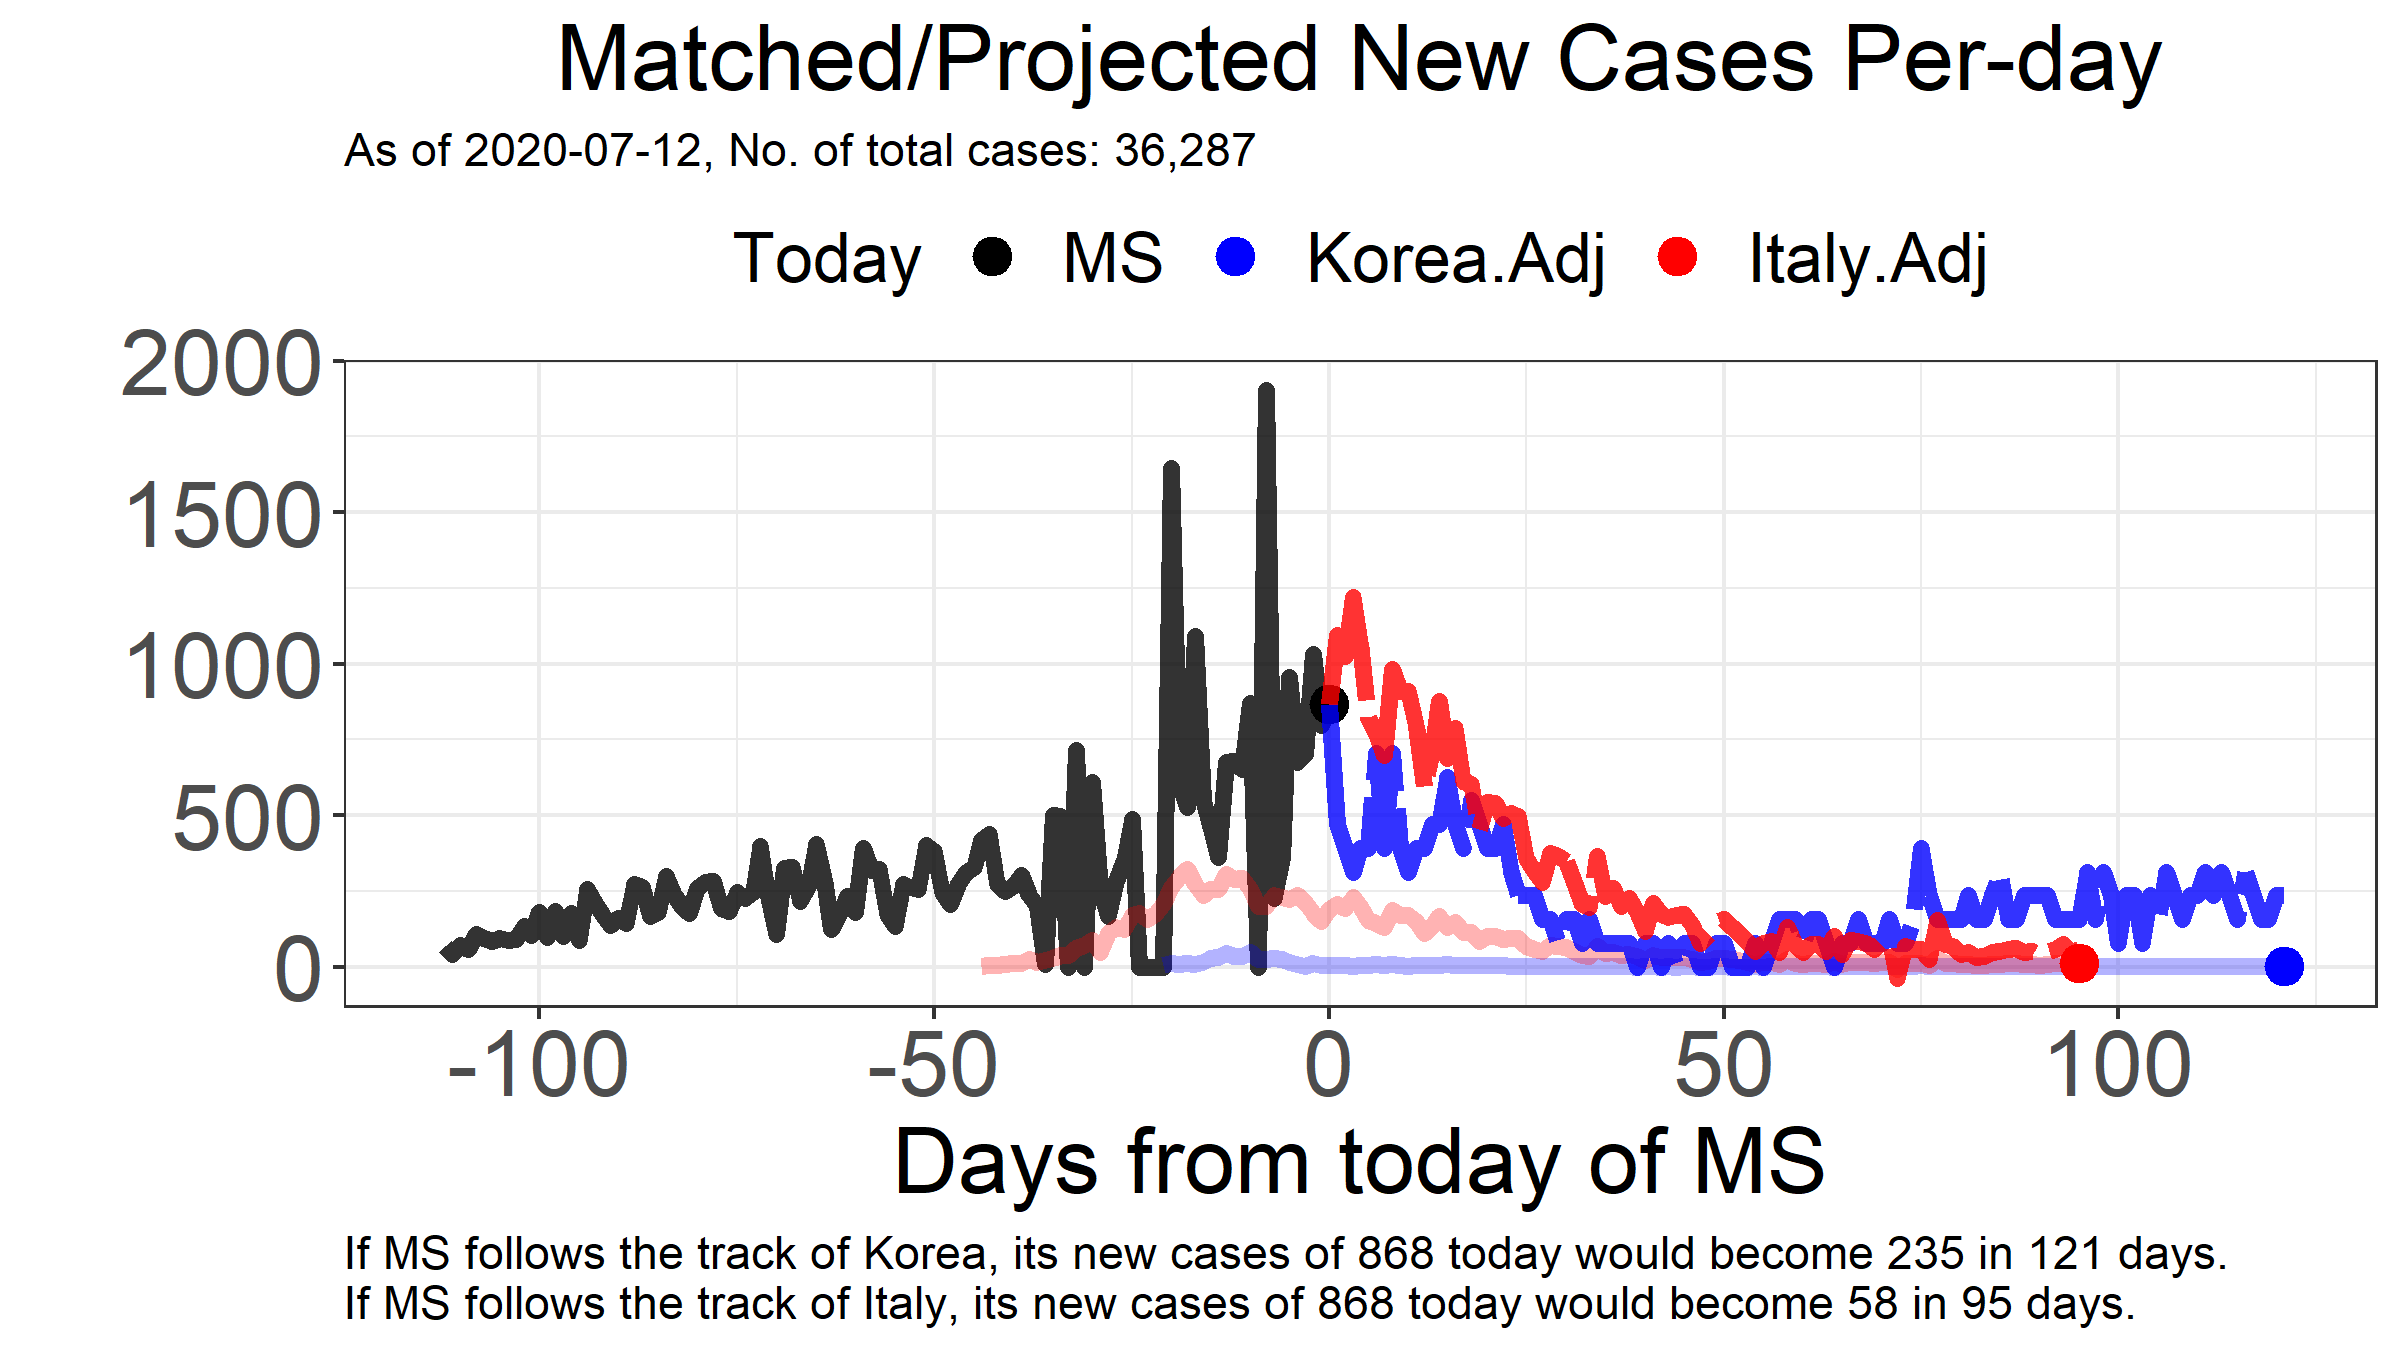 Matched/Projected New Cases Per-day
As of 2020-07-12, No. of total cases: 36,287
Today MS Korea.Adj Italy.Adj
2000
1500
1000
500
0
-100 -50 0 50 100
Days from today of MS
If MS follows the track of Korea, its new cases of 868 today would become 235 in 121 days.
If MS follows the track of Italy, its new cases of 868 today would become 58 in 95 days.